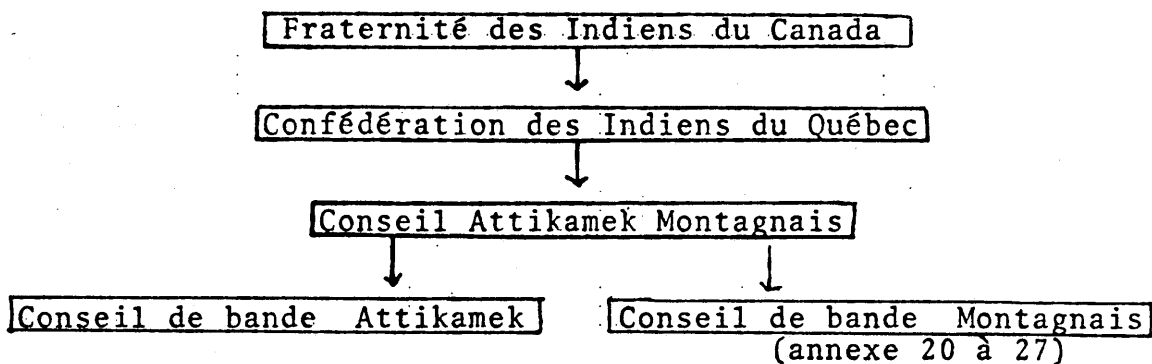 Fraternité des Indiens du Canada
Confédération des Indiens du Québec
Conseil Attikamek Montagnais
Conseil de bande Attikamek
Conseil de bande Montagnais
(annexe 20 à 27)